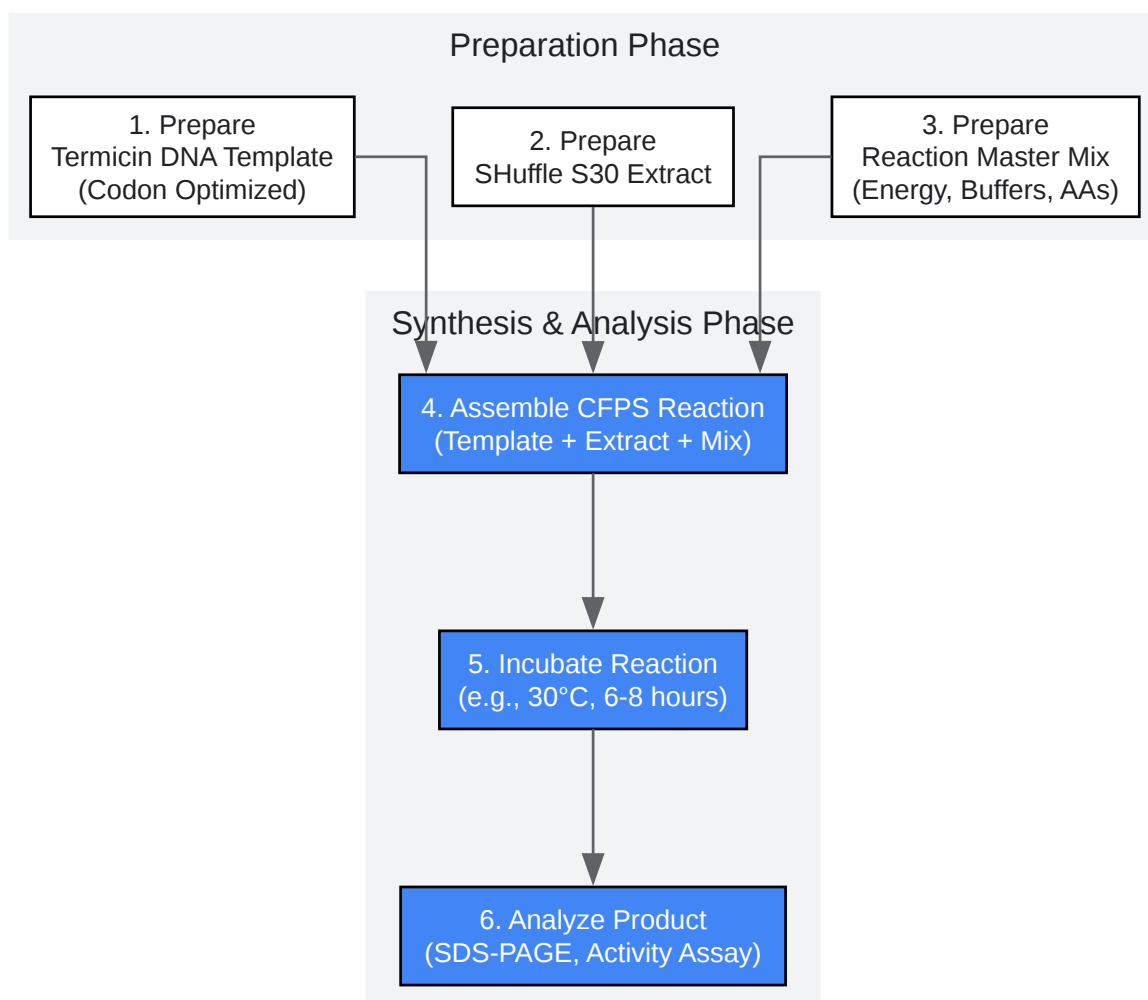 Preparation Phase
1. Prepare
Termicin DNA Template
(Codon Optimized)
2. Prepare
SHuffle S30 Extract
3. Prepare
Reaction Master Mix
(Energy, Buffers, AAs)
Synthesis & Analysis Phase
4. Assemble CFPS Reaction
(Template + Extract + Mix)
5. Incubate Reaction
(e.g., 30°C, 6-8 hours)
6. Analyze Product
(SDS-PAGE, Activity Assay)